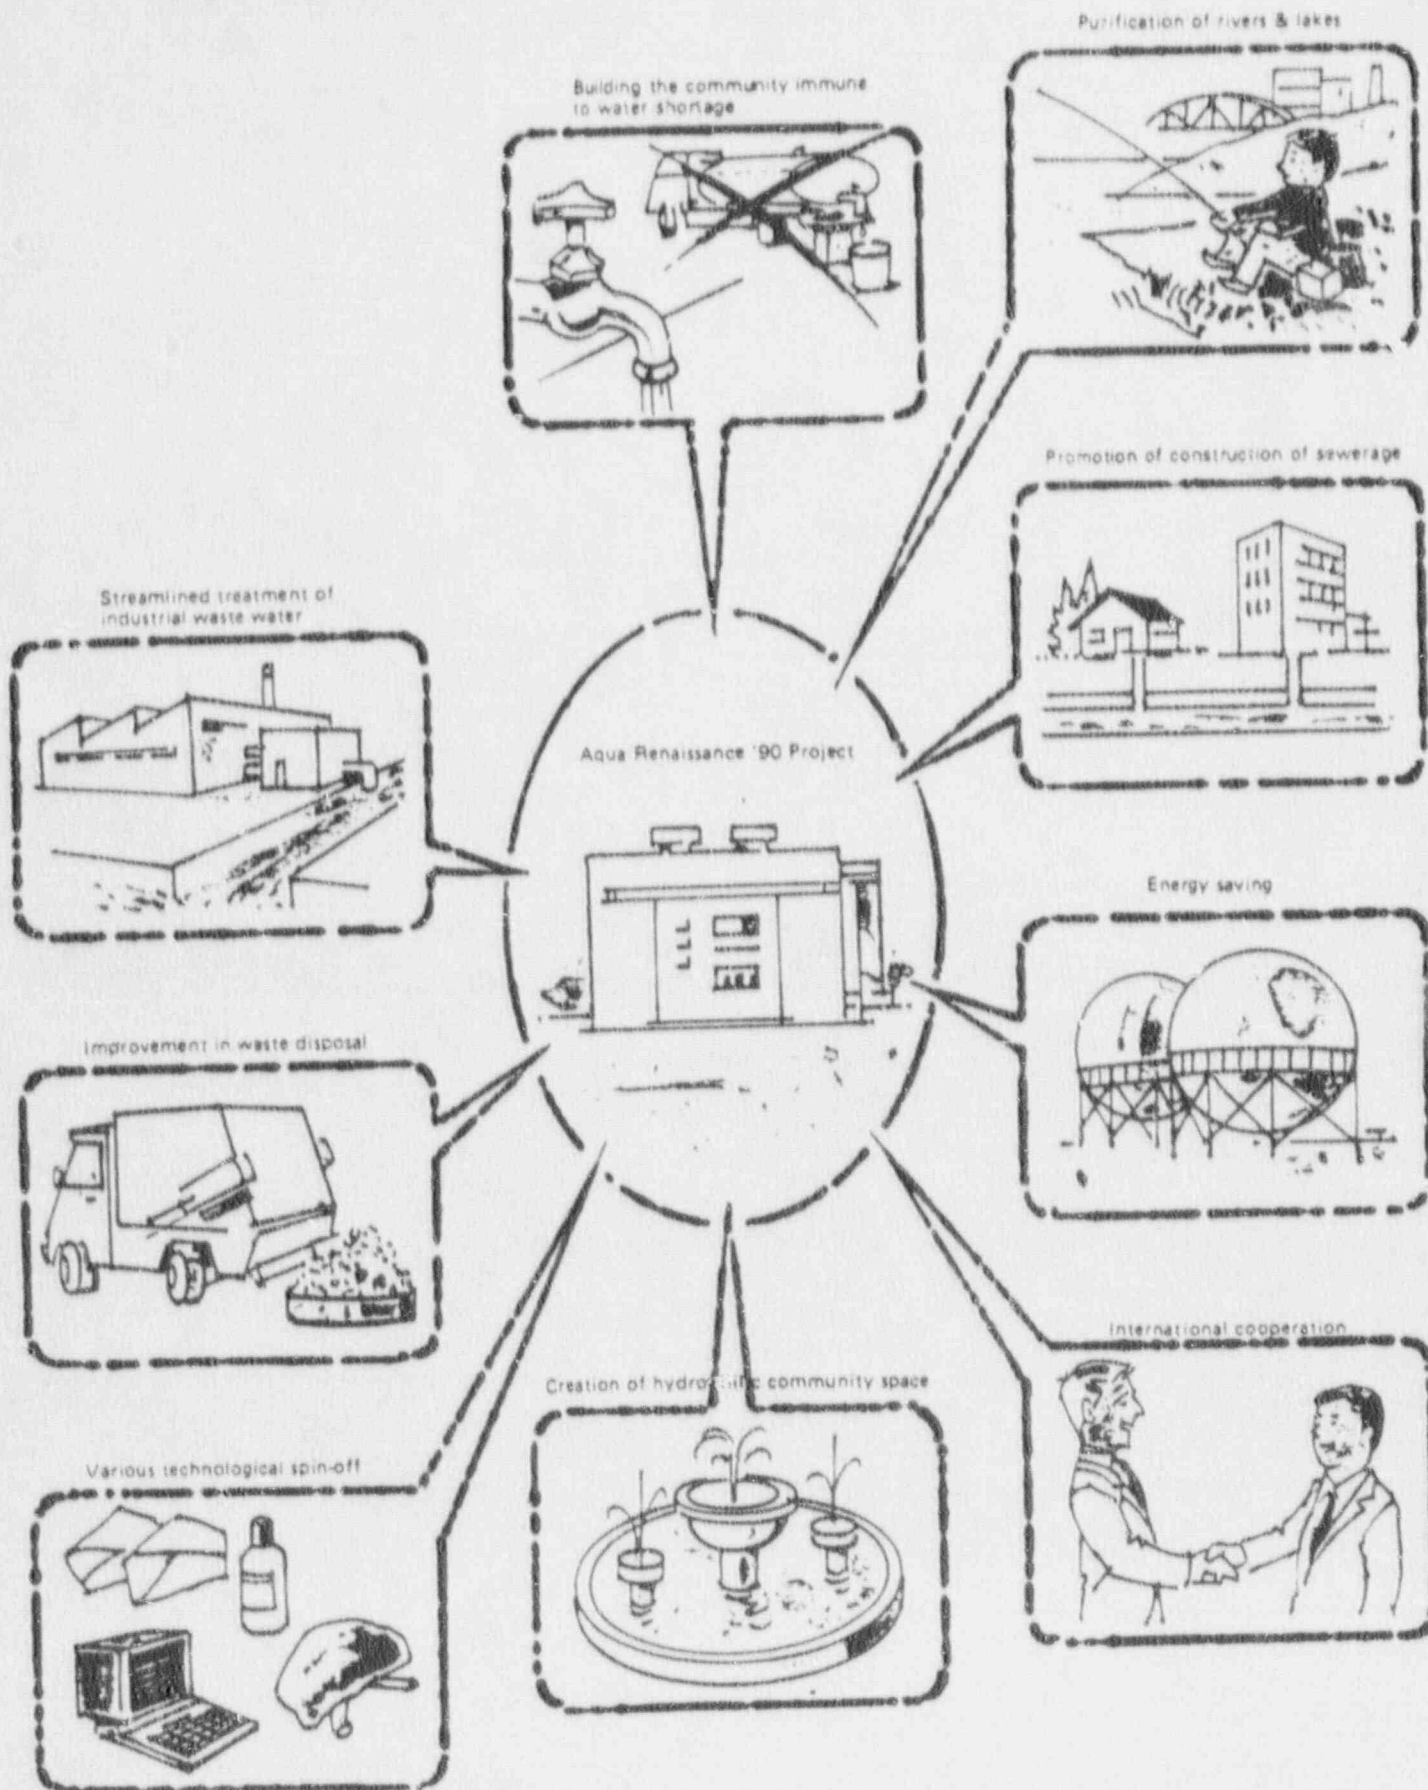 Purification of rivers & lakes
Building the community immune
to water shortage
Promotion of construction of sewerage
Streamlined treatment of
industrial waste water
Aqua Renaissance '90 Project
Energy saving
Improvement in waste disposal
International cooperation
Creation of community space
Various technological spin-off